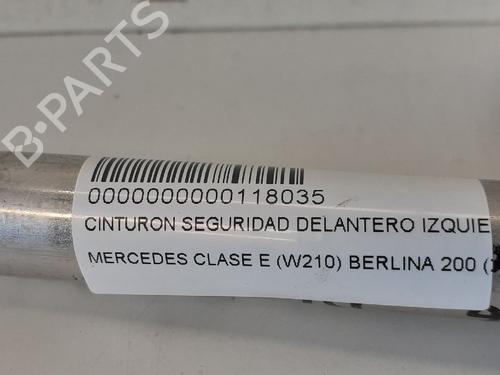 B-PARTS
0000000000118035
CINTURON SEGURIDAD DELANTERO IZQUIE
MERCEDES CLASE E (W210) BERLINA 200 (